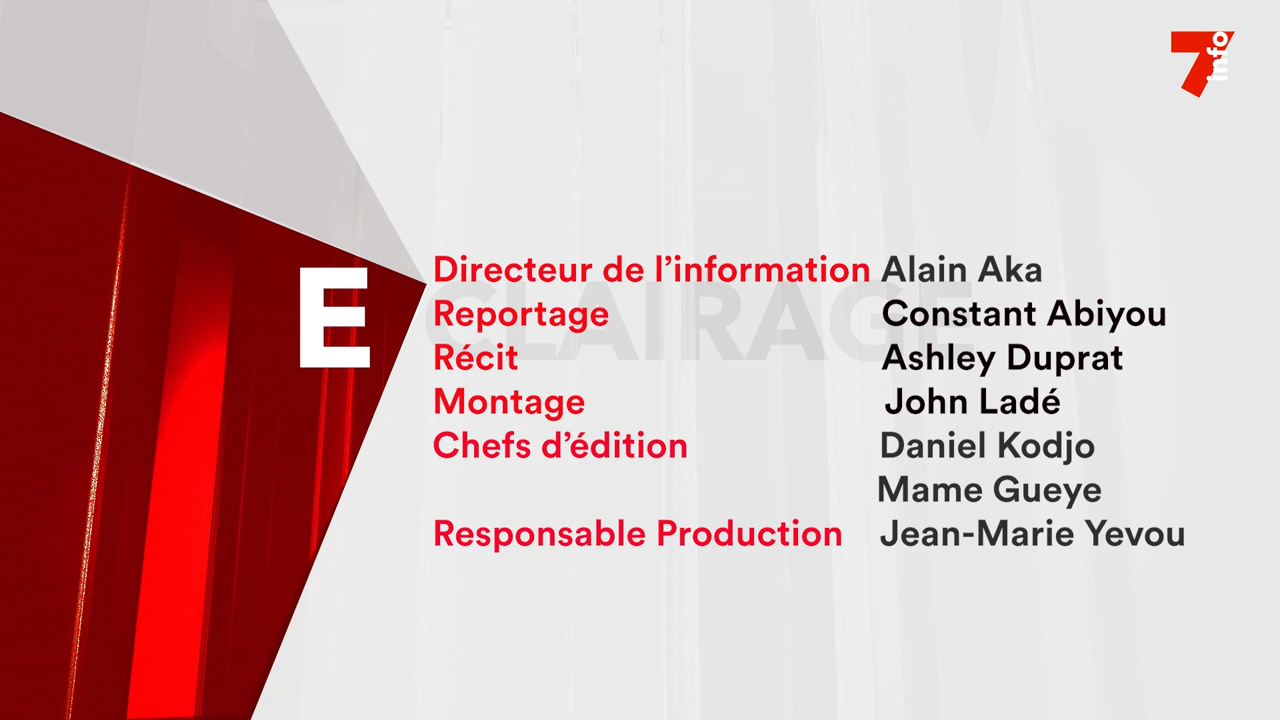 7 info
ECLAIRAGE
Directeur de l’information Alain Aka
Reportage Constant Abiyou
Récit Ashley Duprat
Montage John Ladé
Chefs d’édition Daniel Kodjo
Mame Gueye
Responsable Production Jean-Marie Yevou